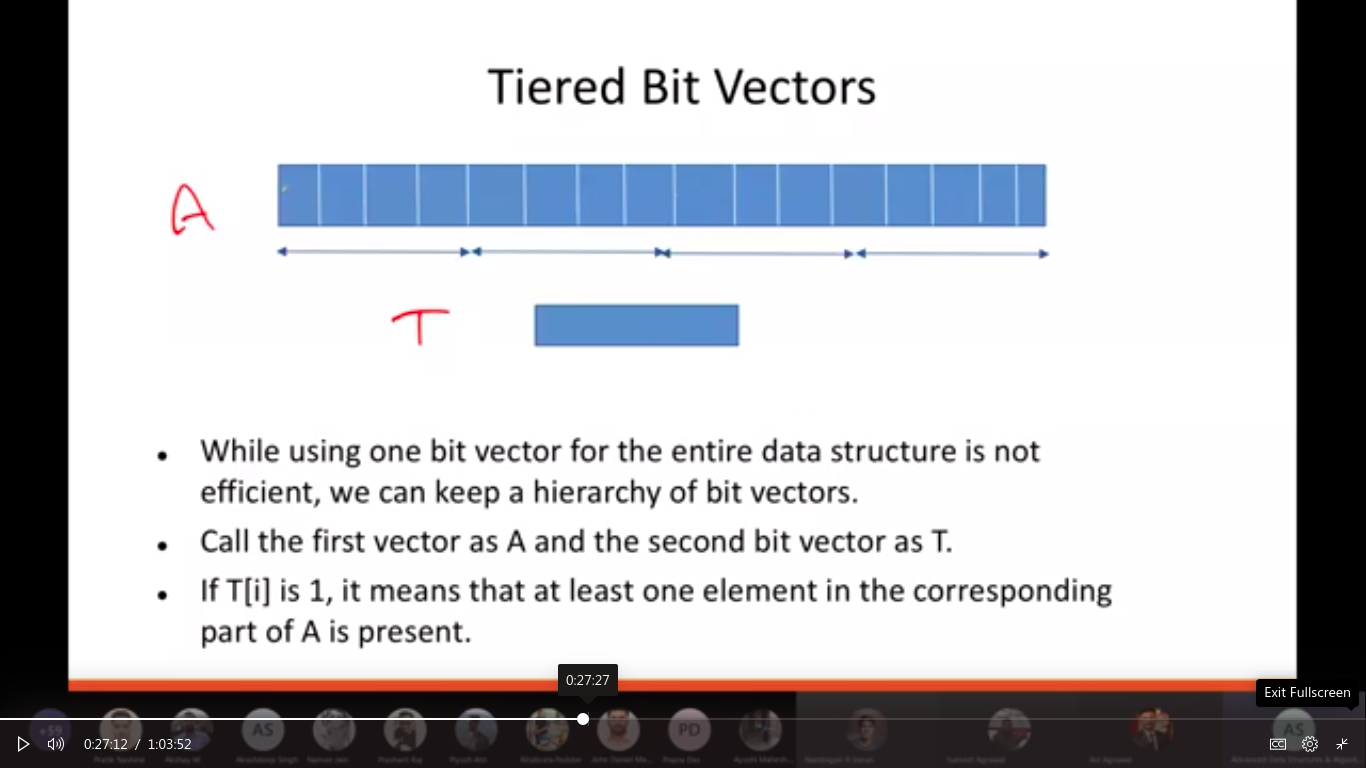 Tiered Bit Vectors
A
T
• While using one bit vector for the entire data structure is not
efficient, we can keep a hierarchy of bit vectors.
• Call the first vector as A and the second bit vector as T.
• If T[i] is 1, it means that at least one element in the corresponding
part of A is present.
0:27:27
Exit Fullscreen
+39 AS PD AS
0:27:12 / 1:03:52 CC